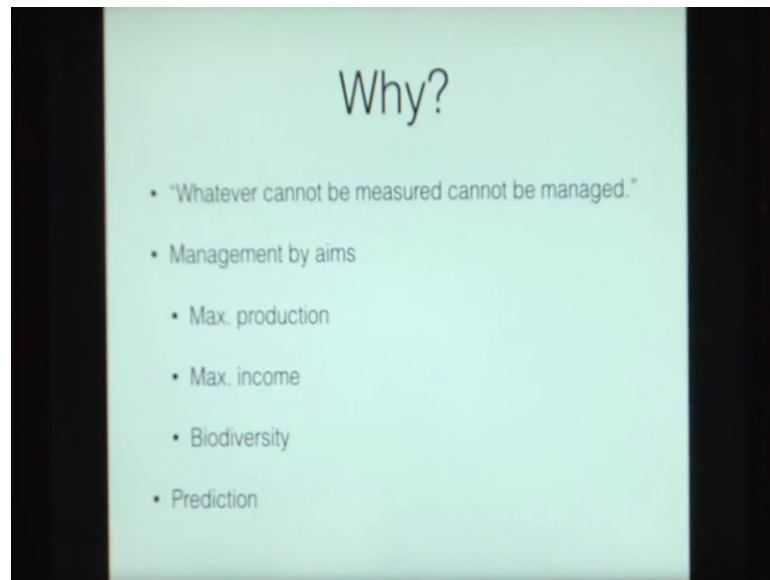 Why?
• "Whatever cannot be measured cannot be managed."
• Management by aims
• Max. production
• Max. income
• Biodiversity
• Prediction